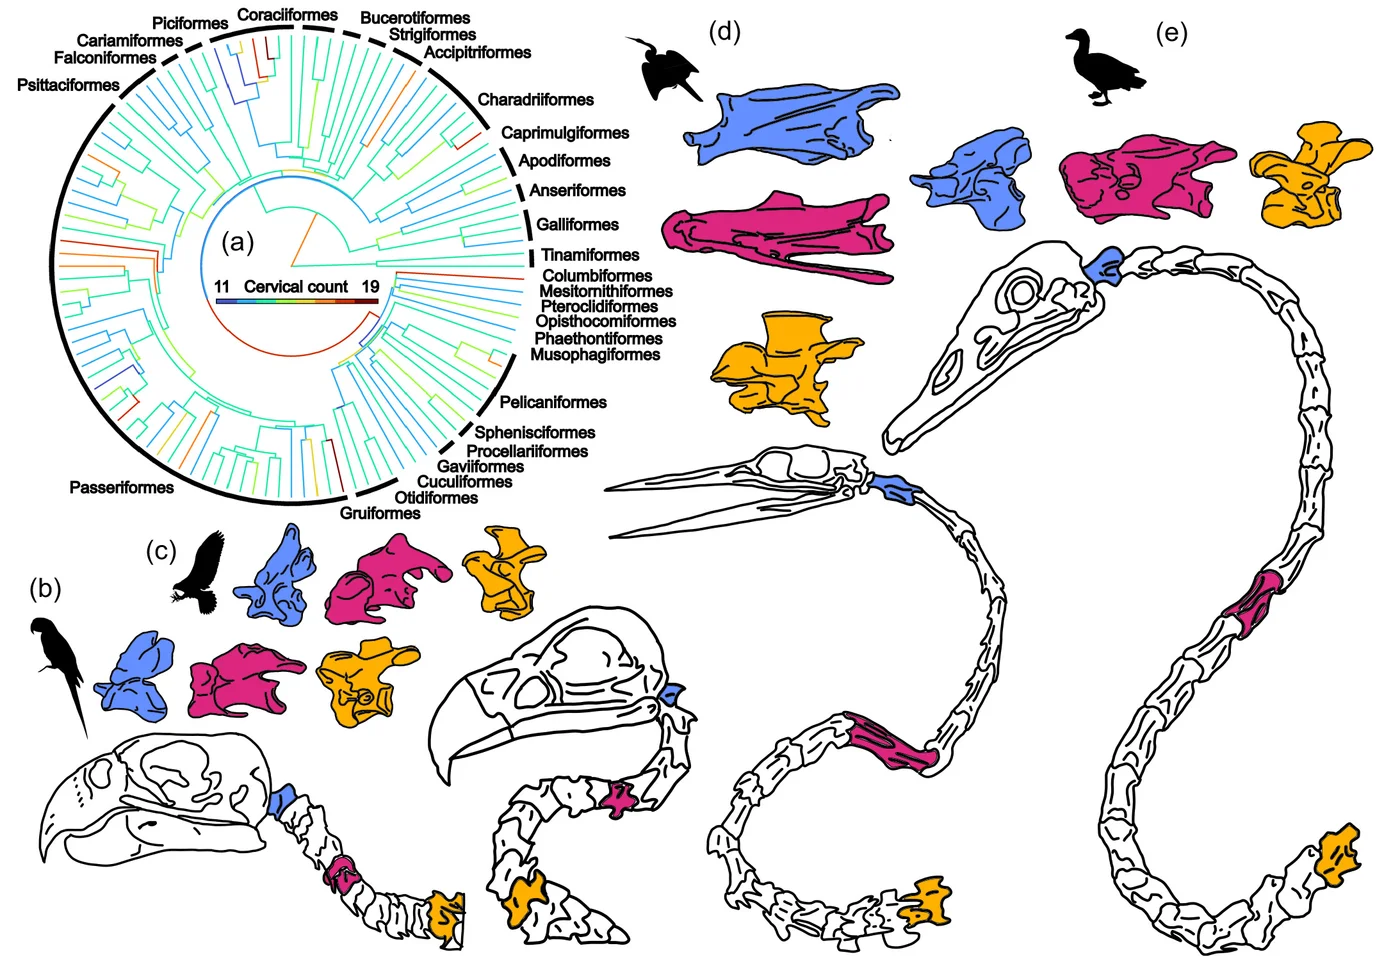 Coraciiformes
Piciformes
Cariamiformes
Falconiformes
Psittaciformes
Bucerotiformes
Strigiformes
Accipitriformes
Charadriiformes
Caprimulgiformes
Apodiformes
Anseriformes
Galliformes
Tinamiformes
Columbiformes
Mesitornithiformes
Pteroclidiformes
Opisthocomiformes
Phaethontiformes
Musophagiformes
Pelicaniformes
Sphenisciformes
Procellariiformes
Gaviiformes
Cuculiformes
Otidiformes
Gruiformes
Passeriformes
(a)
11 Cervical count 19
(b)
(c)
(d)
(e)